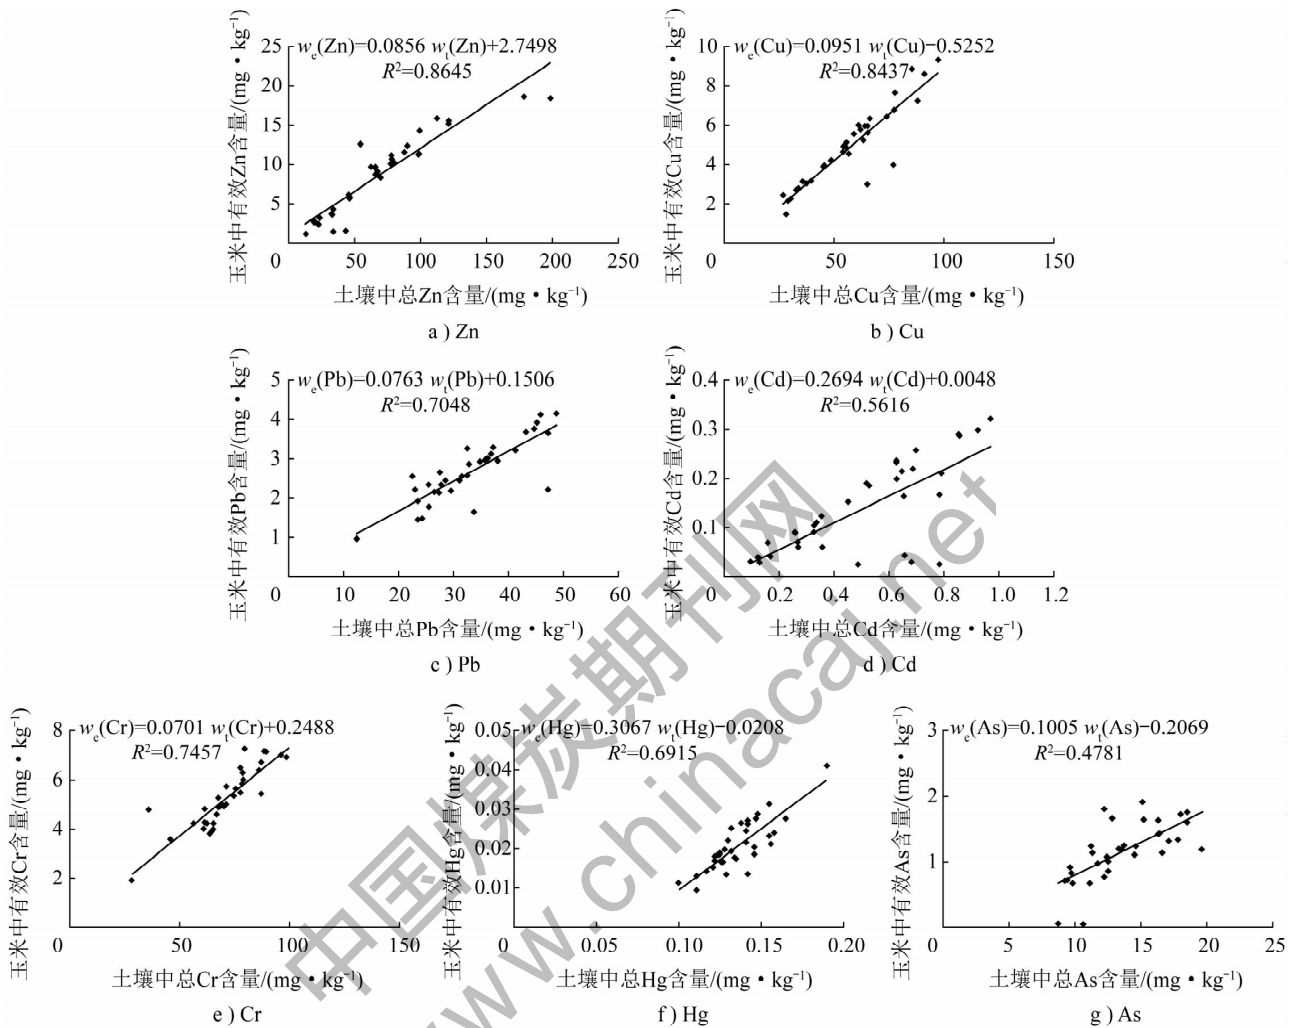 wₑ(Zn)=0.0856 wₜ(Zn)+2.7498
R²=0.8645
25
20
15
10
5
0
50
100
150
200
250
玉米中有效Zn含量/(mg·kg⁻¹)
土壤中总Zn含量/(mg·kg⁻¹)
a ) Zn
wₑ(Cu)=0.0951 wₜ(Cu)−0.5252
R²=0.8437
10
8
6
4
2
0
50
100
150
玉米中有效Cu含量/(mg·kg⁻¹)
土壤中总Cu含量/(mg·kg⁻¹)
b ) Cu
wₑ(Pb)=0.0763 wₜ(Pb)+0.1506
R²=0.7048
5
4
3
2
1
0
10
20
30
40
50
60
玉米中有效Pb含量/(mg·kg⁻¹)
土壤中总Pb含量/(mg·kg⁻¹)
c ) Pb
wₑ(Cd)=0.2694 wₜ(Cd)+0.0048
R²=0.5616
0.4
0.3
0.2
0.1
0
0.2
0.4
0.6
0.8
1.0
1.2
玉米中有效Cd含量/(mg·kg⁻¹)
土壤中总Cd含量/(mg·kg⁻¹)
d ) Cd
wₑ(Cr)=0.0701 wₜ(Cr)+0.2488
R²=0.7457
8
6
4
2
0
50
100
150
玉米中有效Cr含量/(mg·kg⁻¹)
土壤中总Cr含量/(mg·kg⁻¹)
e ) Cr
wₑ(Hg)=0.3067 wₜ(Hg)−0.0208
R²=0.6915
0.05
0.04
0.03
0.02
0.01
0
0.05
0.10
0.15
0.20
玉米中有效Hg含量/(mg·kg⁻¹)
土壤中总Hg含量/(mg·kg⁻¹)
f ) Hg
wₑ(As)=0.1005 wₜ(As)−0.2069
R²=0.4781
3
2
1
0
5
10
15
20
25
玉米中有效As含量/(mg·kg⁻¹)
土壤中总As含量/(mg·kg⁻¹)
g ) As
中国煤炭期刊网
www.chinacaj.net